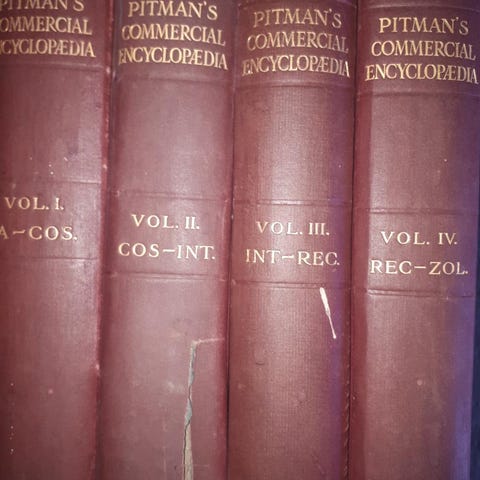 PITMAN'S
COMMERCIAL
ENCYCLOPÆDIA
VOL. I.
A-COS.
PITMAN'S
COMMERCIAL
ENCYCLOPÆDIA
VOL. II.
COS-INT.
PITMAN'S
COMMERCIAL
ENCYCLOPÆDIA
VOL. III.
INT-REC.
PITMAN'S
COMMERCIAL
ENCYCLOPÆDIA
VOL. IV.
REC-ZOL.